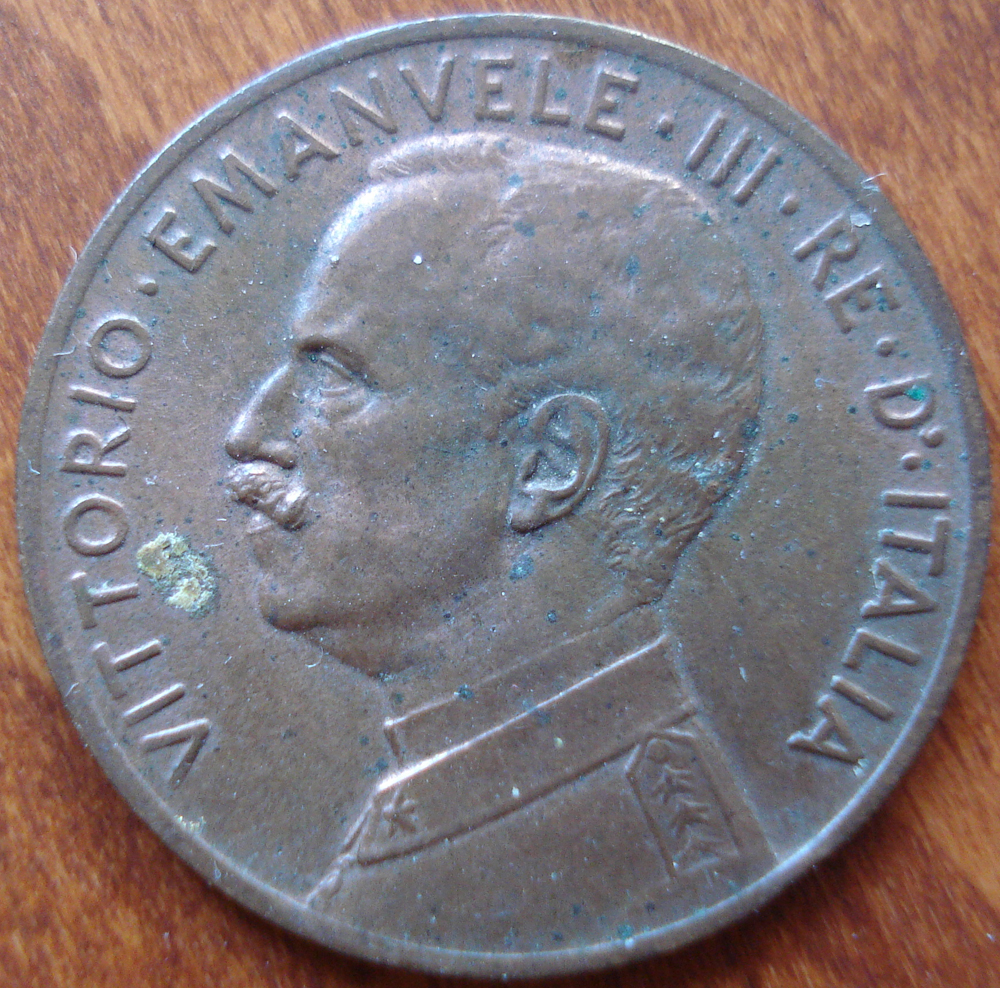 VITTORIO · EMANVELE · III · RE · D'· ITALIA